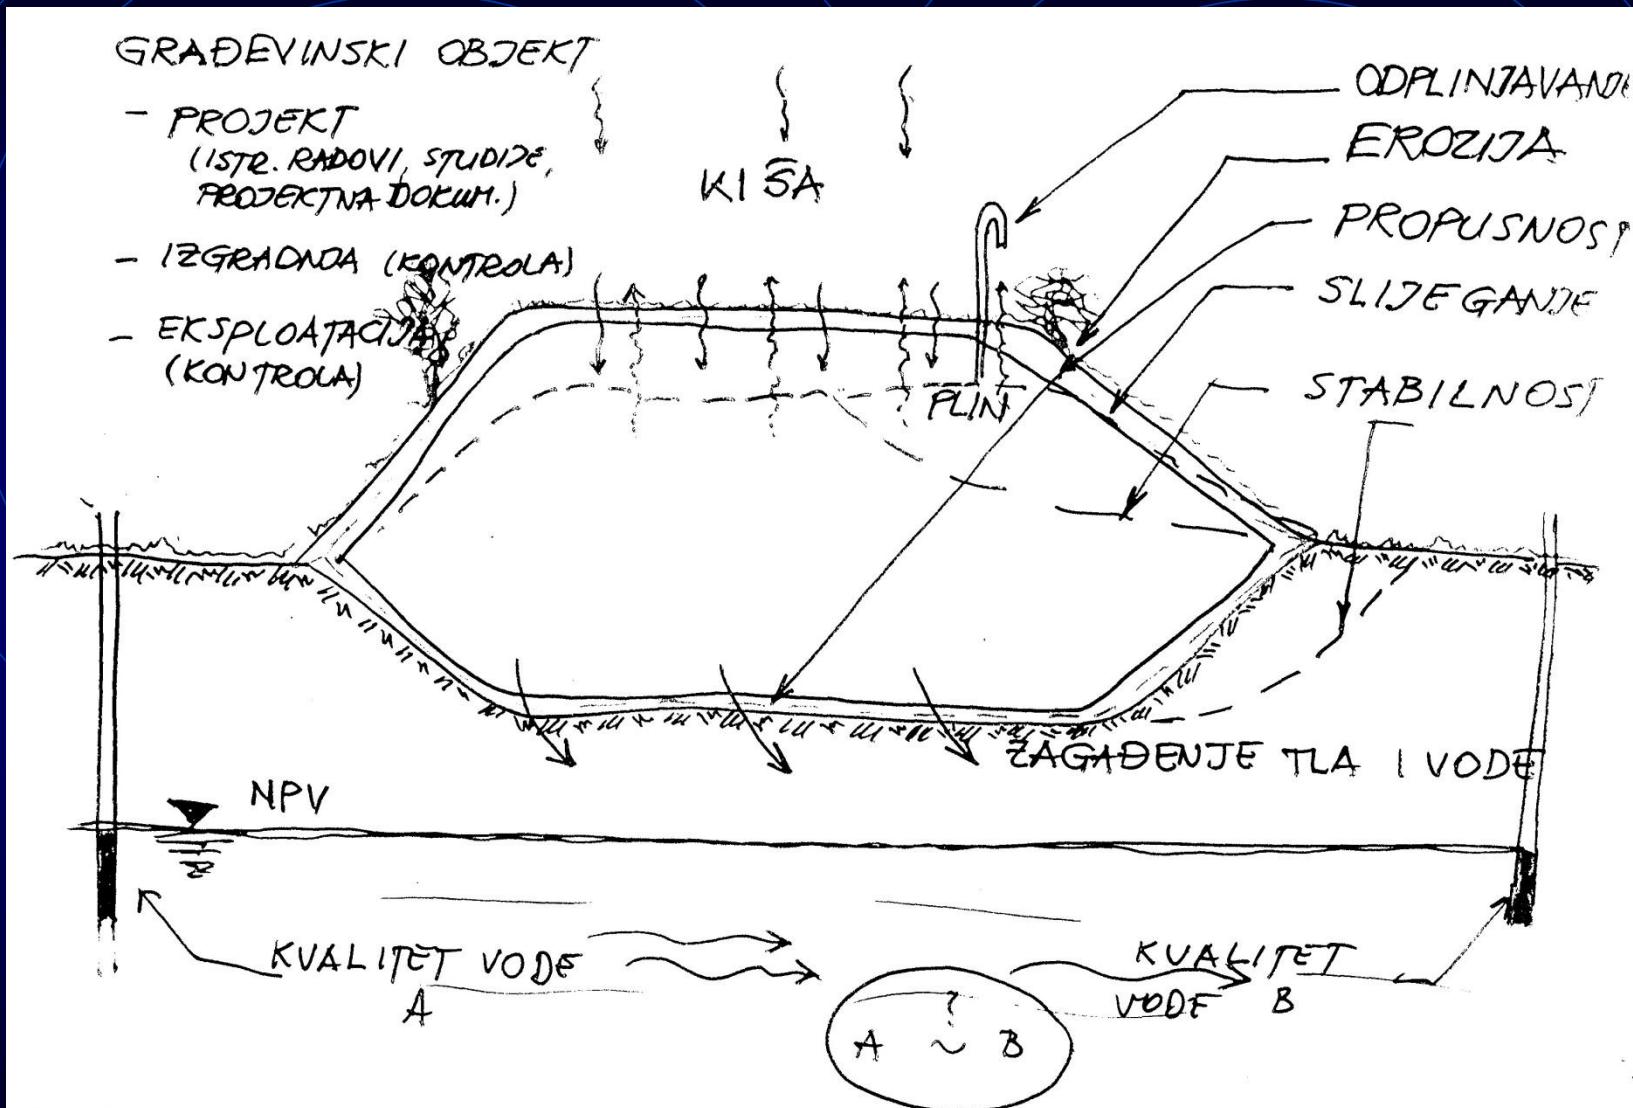 GRAĐEVINSKI OBJEKT
- PROJEKT
(ISTR. RADOVI, STUDIJE,
PROJEKTNA DOKUM.)
- IZGRADNJA (KONTROLA)
- EKSPLOATACIJA
(KONTROLA)
KIŠA
ODPLINJAVANJE
EROZIJA
PROPUSNOST
SLIJEGANJE
STABILNOST
PLIN
ZAGAĐENJE TLA I VODE
NPV
KVALITET VODE
A
KVALITET
VODE B
?
A ~ B